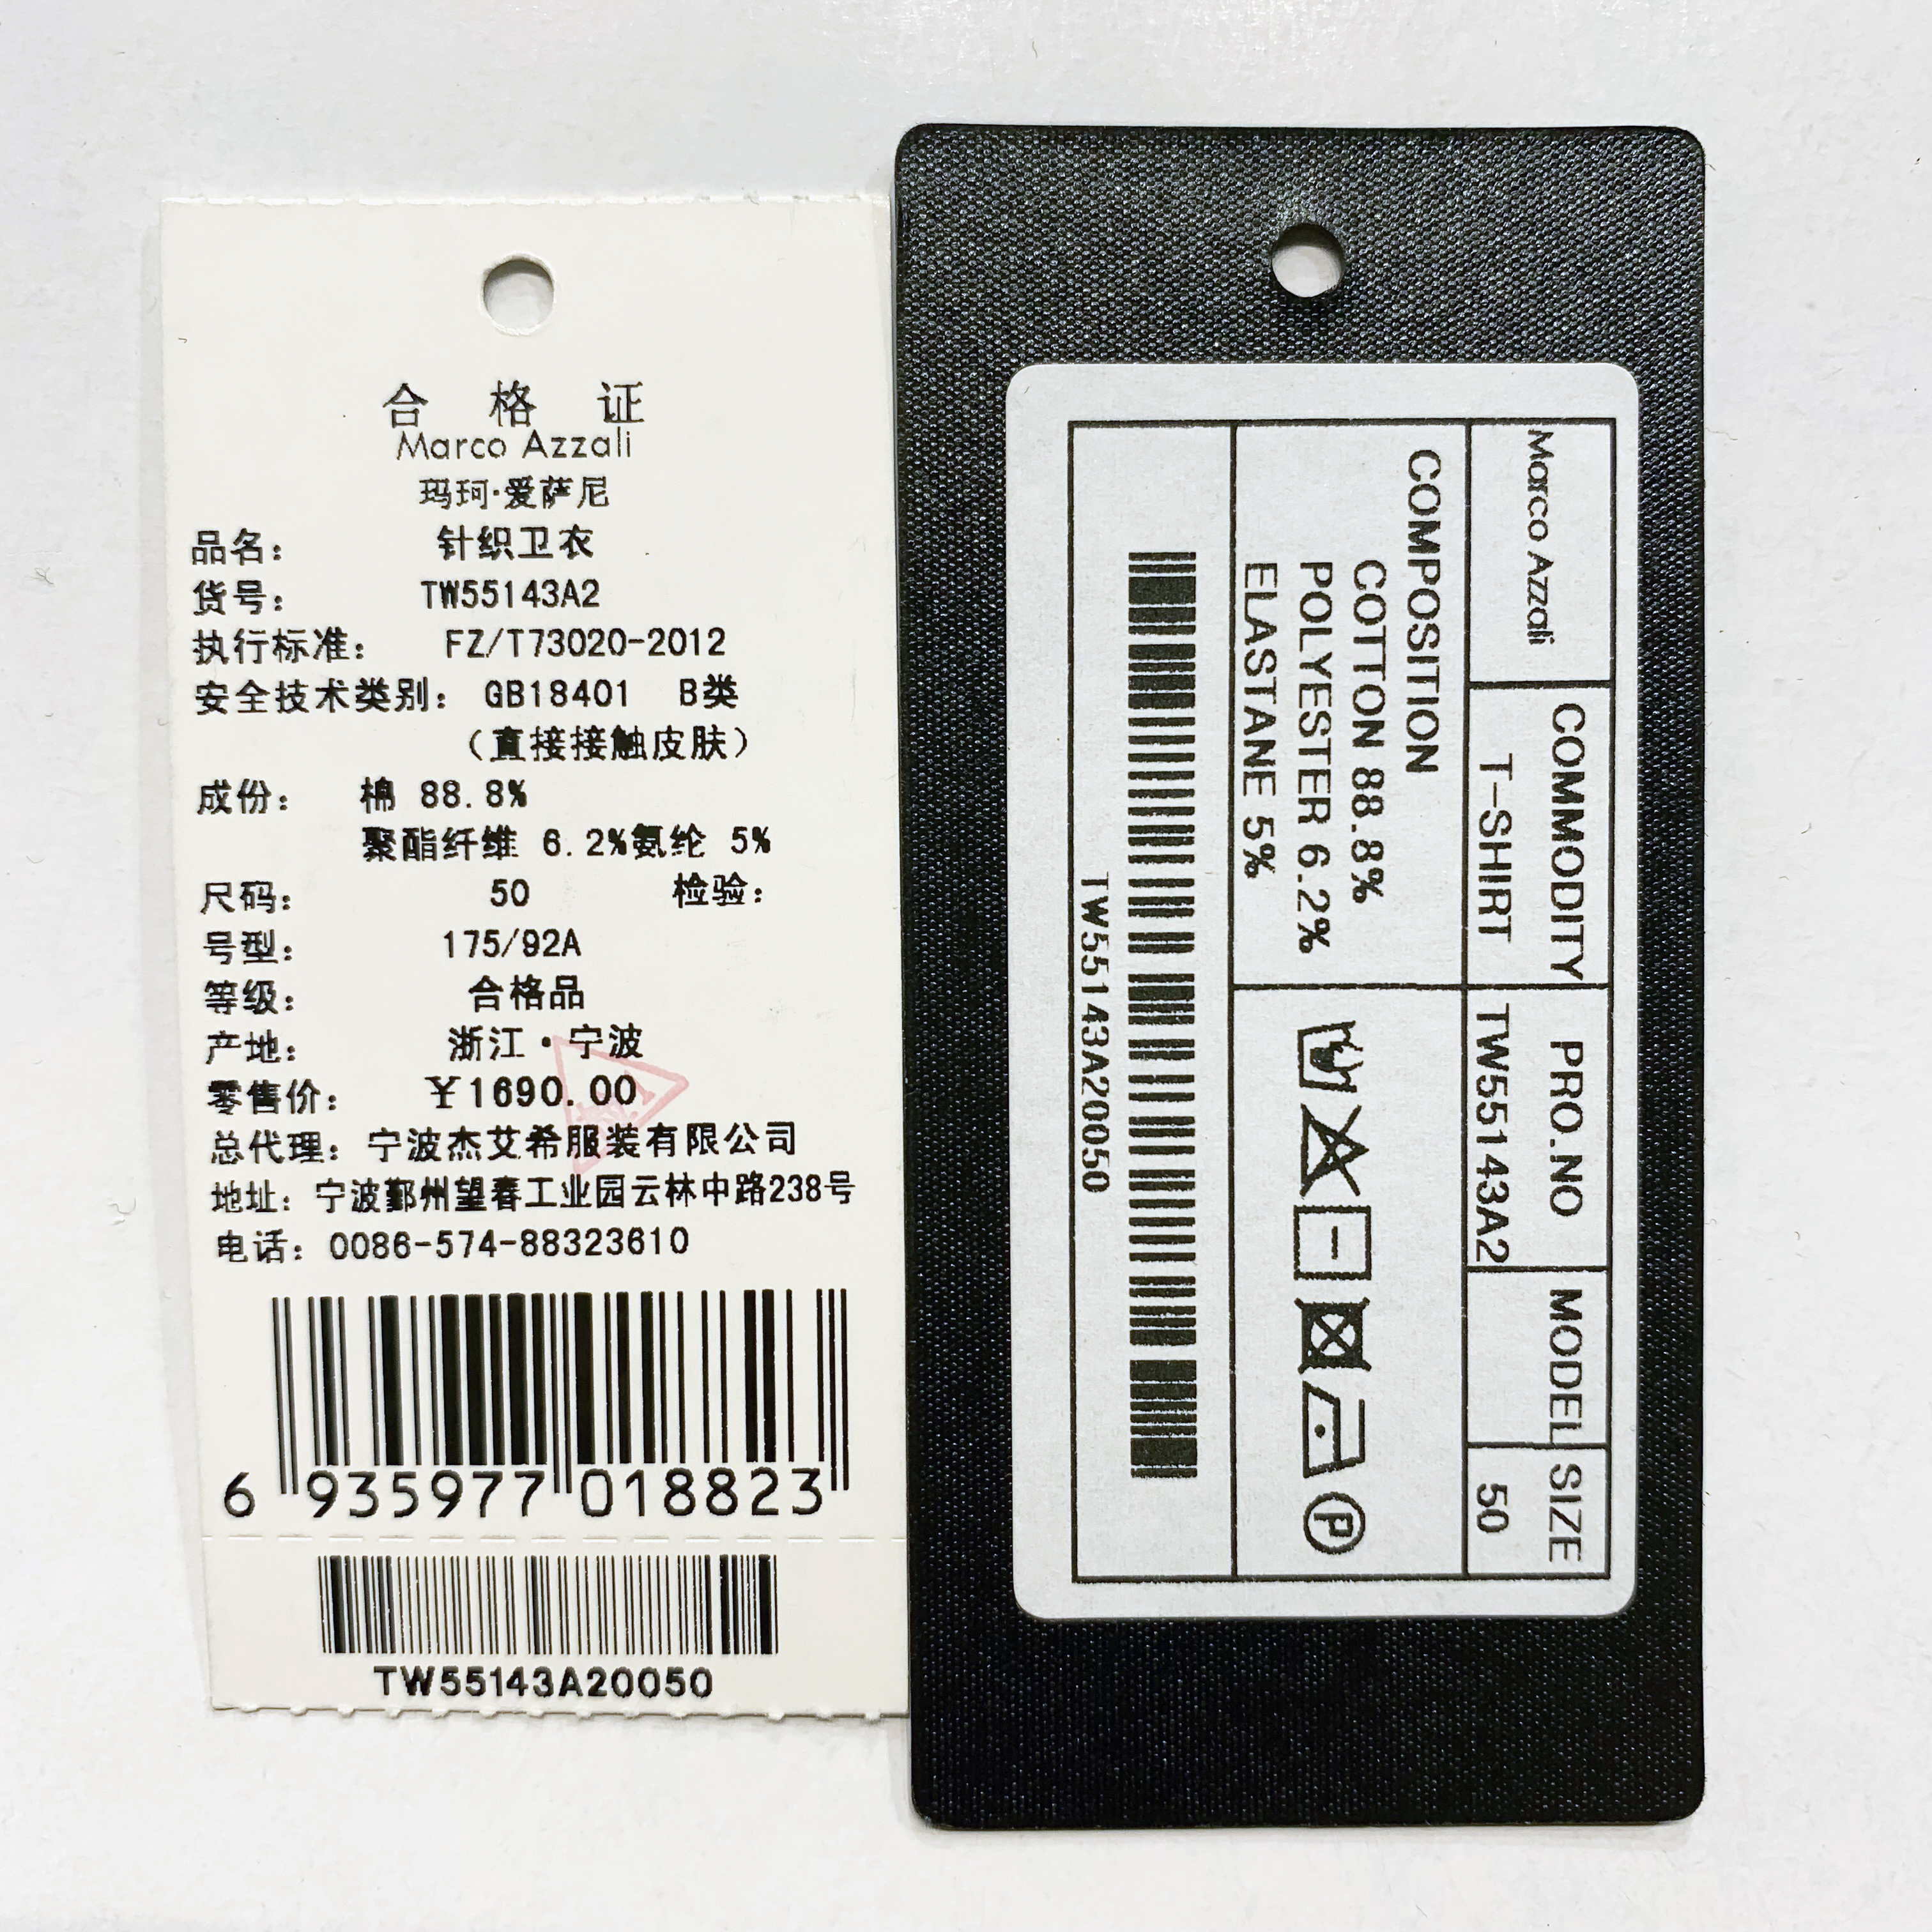 合 格 证
Marco Azzali
玛珂·爱萨尼
品名： 针织卫衣
货号： TW55143A2
执行标准： FZ/T73020-2012
安全技术类别： GB18401 B类
（直接接触皮肤）
成份： 棉 88.8%
聚酯纤维 6.2%氨纶 5%
尺码： 50 检验：
号型： 175/92A
等级： 合格品
产地： 浙江·宁波
零售价： ￥1690.00
总代理：宁波杰艾希服装有限公司
地址：宁波鄞州望春工业园云林中路238号
电话：0086-574-88323610
6 935977 018823
TW55143A20050
Marco Azzali
COMMODITY PRO.NO MODEL SIZE
T-SHIRT TW55143A2 50
COMPOSITION
COTTON 88.8%
POLYESTER 6.2%
ELASTANE 5%
P
TW55143A20050